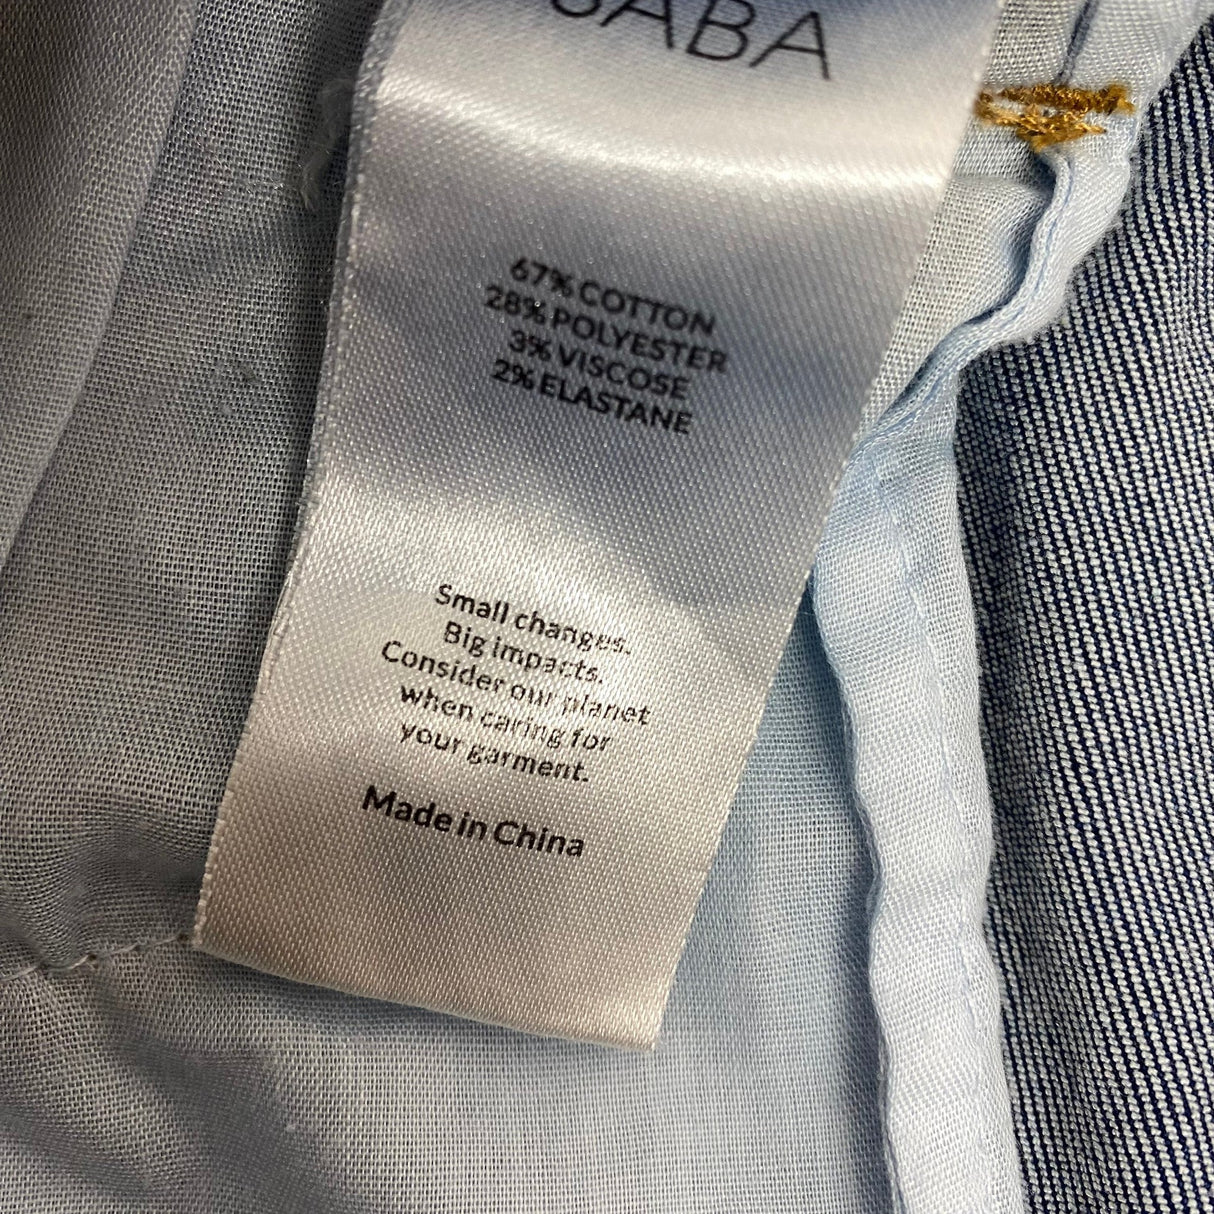 SABA
67% COTTON
28% POLYESTER
3% VISCOSE
2% ELASTANE
Small changes.
Big impacts.
Consider our planet
when caring for
your garment.
Made in China